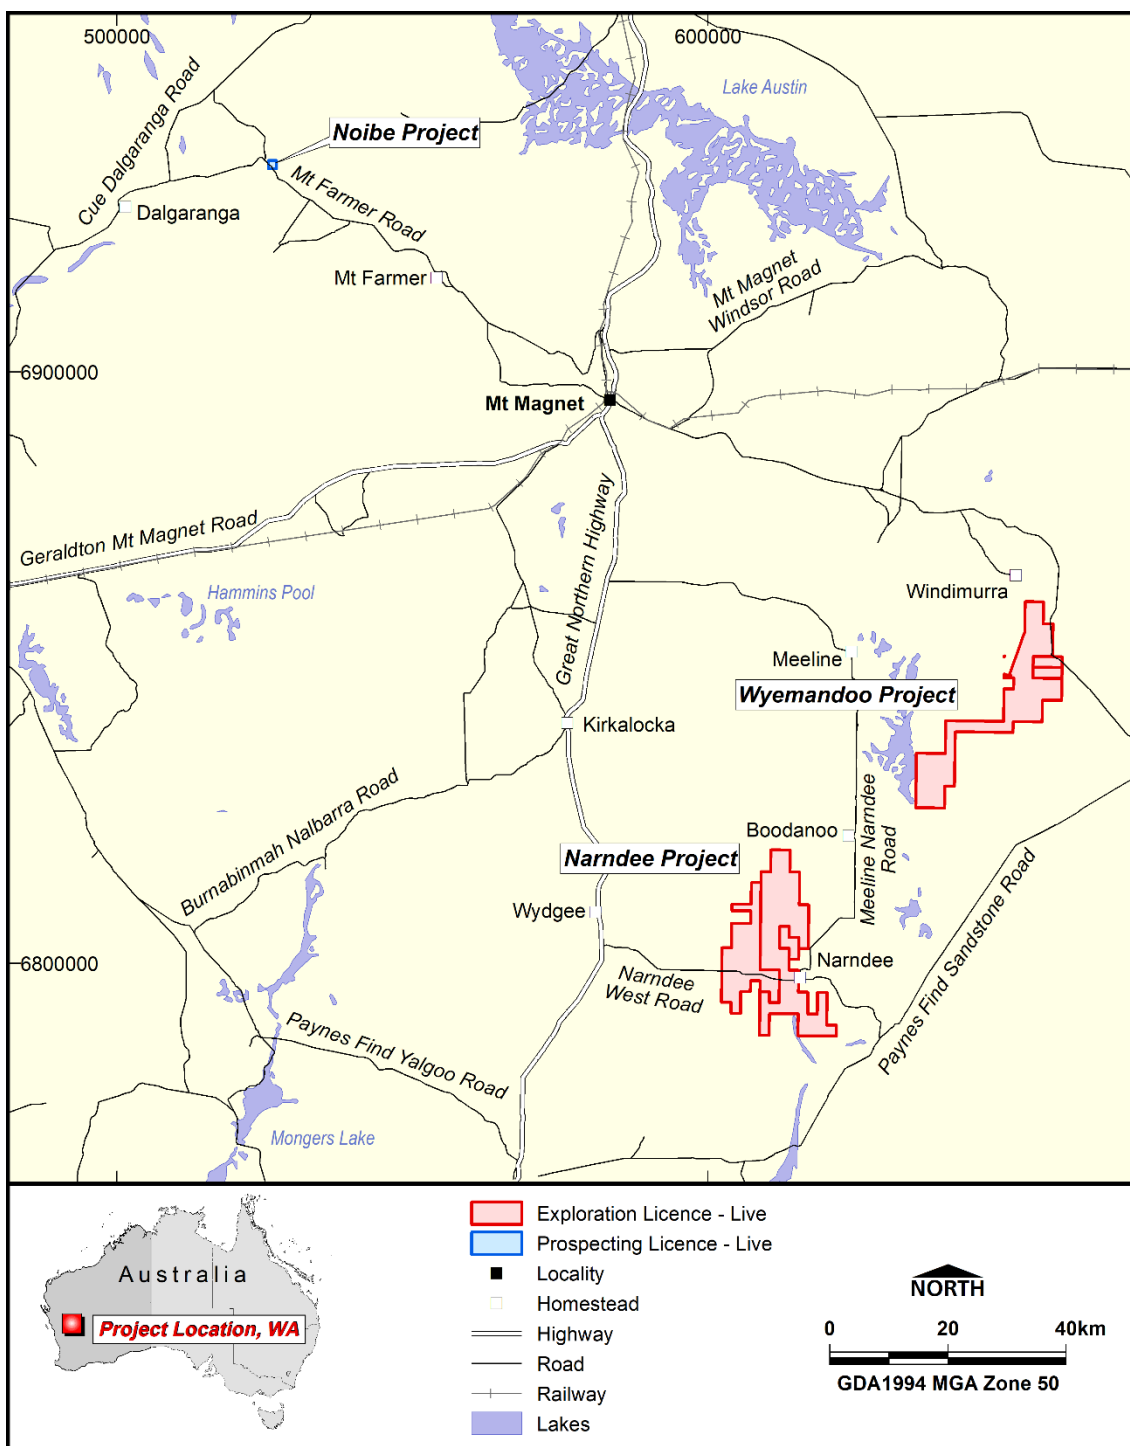 500000
600000
Lake Austin
Noibe Project
Cue Dalgaranga Road
Mt Farmer Road
Dalgaranga
Mt Farmer
Mt Magnet
Windsor Road
6900000
Mt Magnet
Geraldton Mt Magnet Road
Great Northern Highway
Hammins Pool
Windimurra
Meeline
Wyemandoo Project
Kirkalocka
Burnabinmah Nalbarra Road
Boodanoo
Meeline Narndee
Road
Narndee Project
Wydgee
Paynes Find Sandstone Road
6800000
Narndee
Narndee
West Road
Paynes Find Yalgoo Road
Mongers Lake
Australia
Project Location, WA
Exploration Licence - Live
Prospecting Licence - Live
Locality
Homestead
Highway
Road
Railway
Lakes
NORTH
0 20 40km
GDA1994 MGA Zone 50